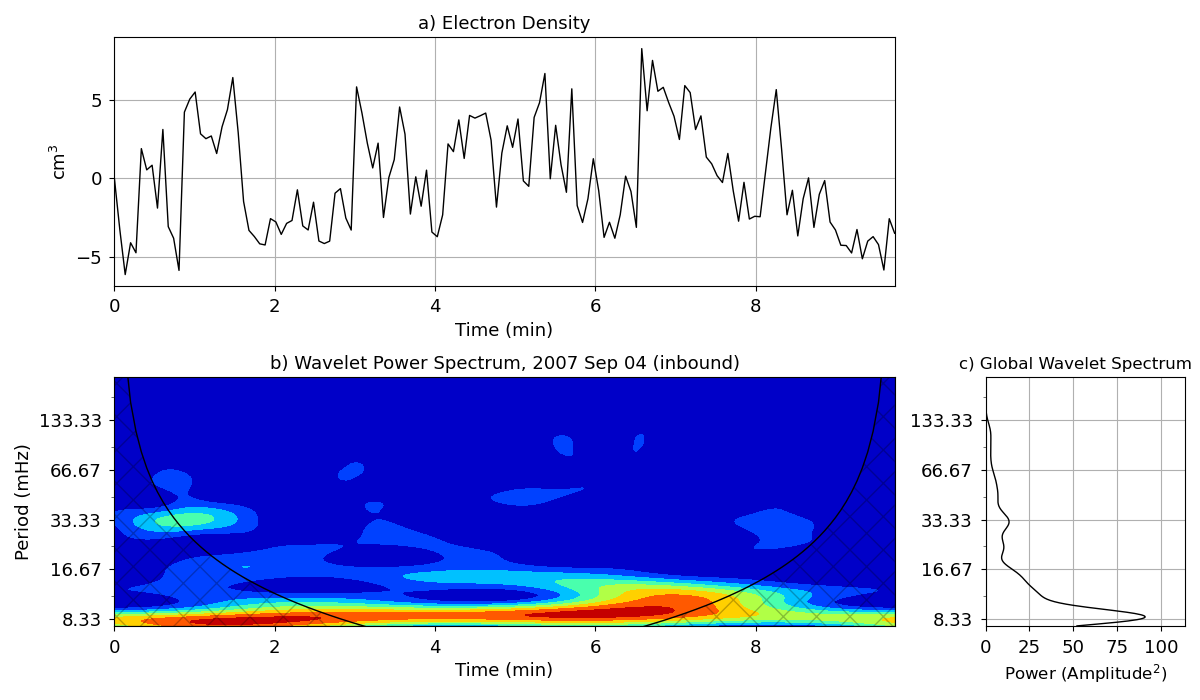 a) Electron Density
5
0
−5
cm³
0 2 4 6 8
Time (min)
b) Wavelet Power Spectrum, 2007 Sep 04 (inbound)
133.33
66.67
33.33
16.67
8.33
Period (mHz)
0 2 4 6 8
Time (min)
c) Global Wavelet Spectrum
133.33
66.67
33.33
16.67
8.33
0 25 50 75 100
Power (Amplitude²)